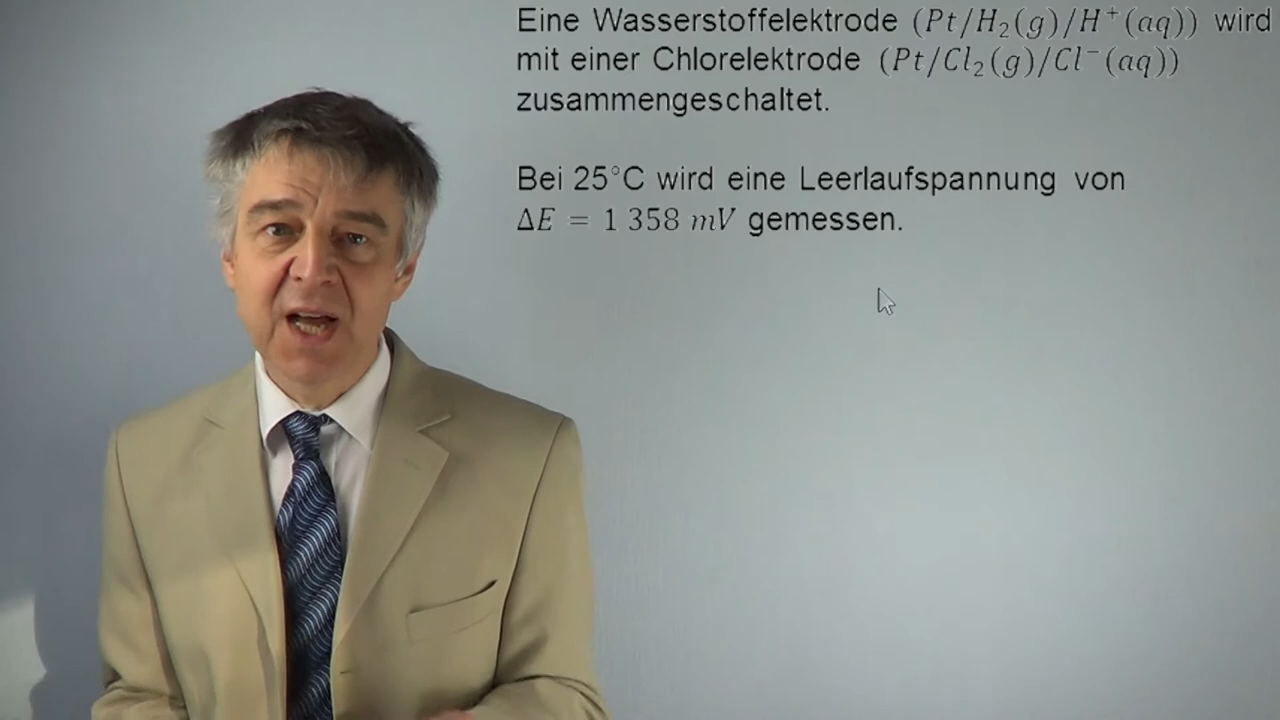 Eine Wasserstoffelektrode (Pt/H₂(g)/H⁺(aq)) wird
mit einer Chlorelektrode (Pt/Cl₂(g)/Cl⁻(aq))
zusammengeschaltet.
Bei 25°C wird eine Leerlaufspannung von
ΔE = 1 358 mV gemessen.